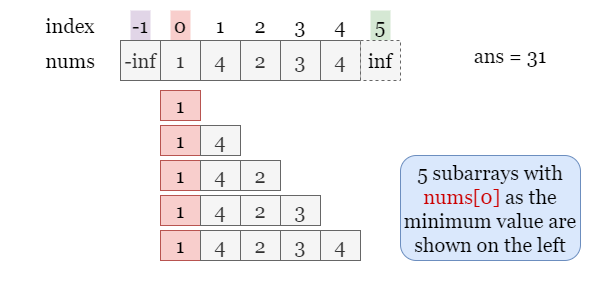 index -1 0 1 2 3 4 5
nums -inf 1 4 2 3 4 inf
ans = 31
1
1 4
1 4 2
1 4 2 3
1 4 2 3 4
5 subarrays with
nums[0] as the
minimum value are
shown on the left